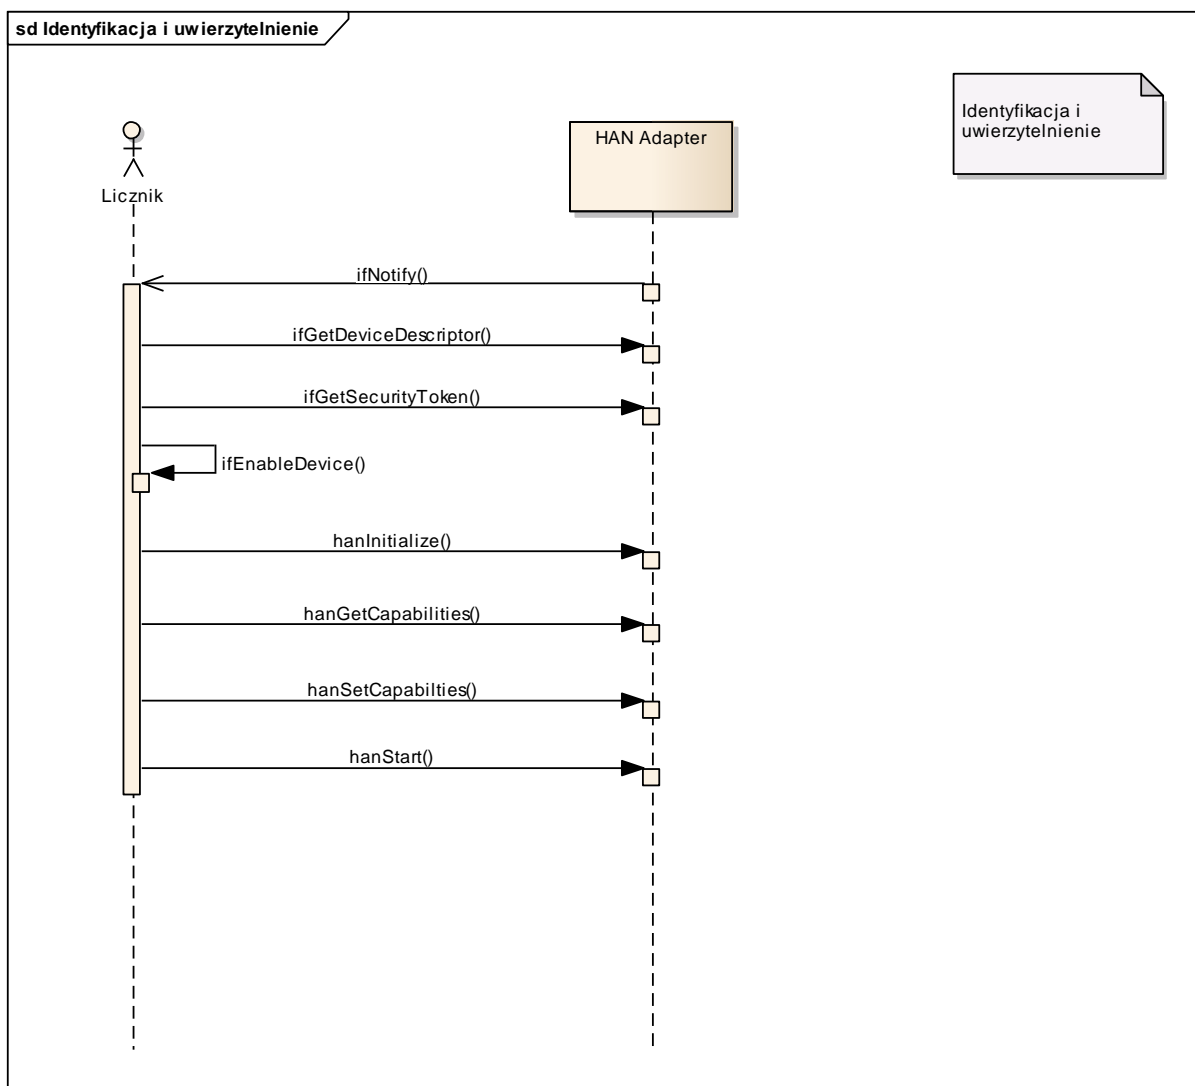 sd Identyfikacja i uwierzytelnienie
Identyfikacja i
uwierzytelnienie
HAN Adapter
Licznik
ifNotify()
ifGetDeviceDescriptor()
ifGetSecurityToken()
ifEnableDevice()
hanInitialize()
hanGetCapabilities()
hanSetCapabilties()
hanStart()